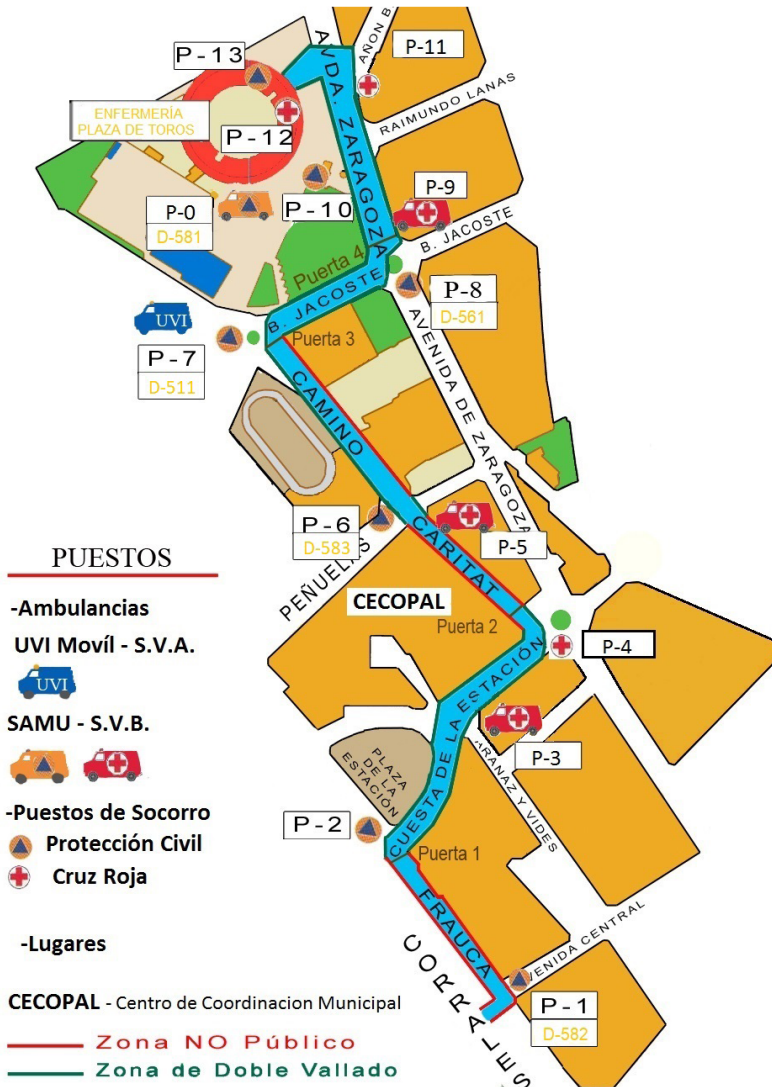 P-13
AVDA. ZARAGOZA
AÑON B.
P-11
RAIMUNDO LANAS
ENFERMERÍA
PLAZA DE TOROS
P-12
P-0
D-581
P-10
P-9
B. JACOSTE
Puerta 4
B. JACOSTE
P-8
D-561
UVI
P-7
D-511
Puerta 3
AVENIDA DE ZARAGOZA
CAMINO
CARITAT
P-6
D-583
P-5
PEÑUELAS
CECOPAL
Puerta 2
P-4
CUESTA DE LA ESTACIÓN
P-3
ARANAZ Y VIDES
PLAZA
DE LA
ESTACIÓN
P-2
Puerta 1
FRAUCA
CORRALES
VENIDA CENTRAL
P-1
D-582
PUESTOS
-Ambulancias
UVI Movíl - S.V.A.
UVI
SAMU - S.V.B.
-Puestos de Socorro
Protección Civil
Cruz Roja
-Lugares
CECOPAL - Centro de Coordinacion Municipal
Zona NO Público
Zona de Doble Vallado